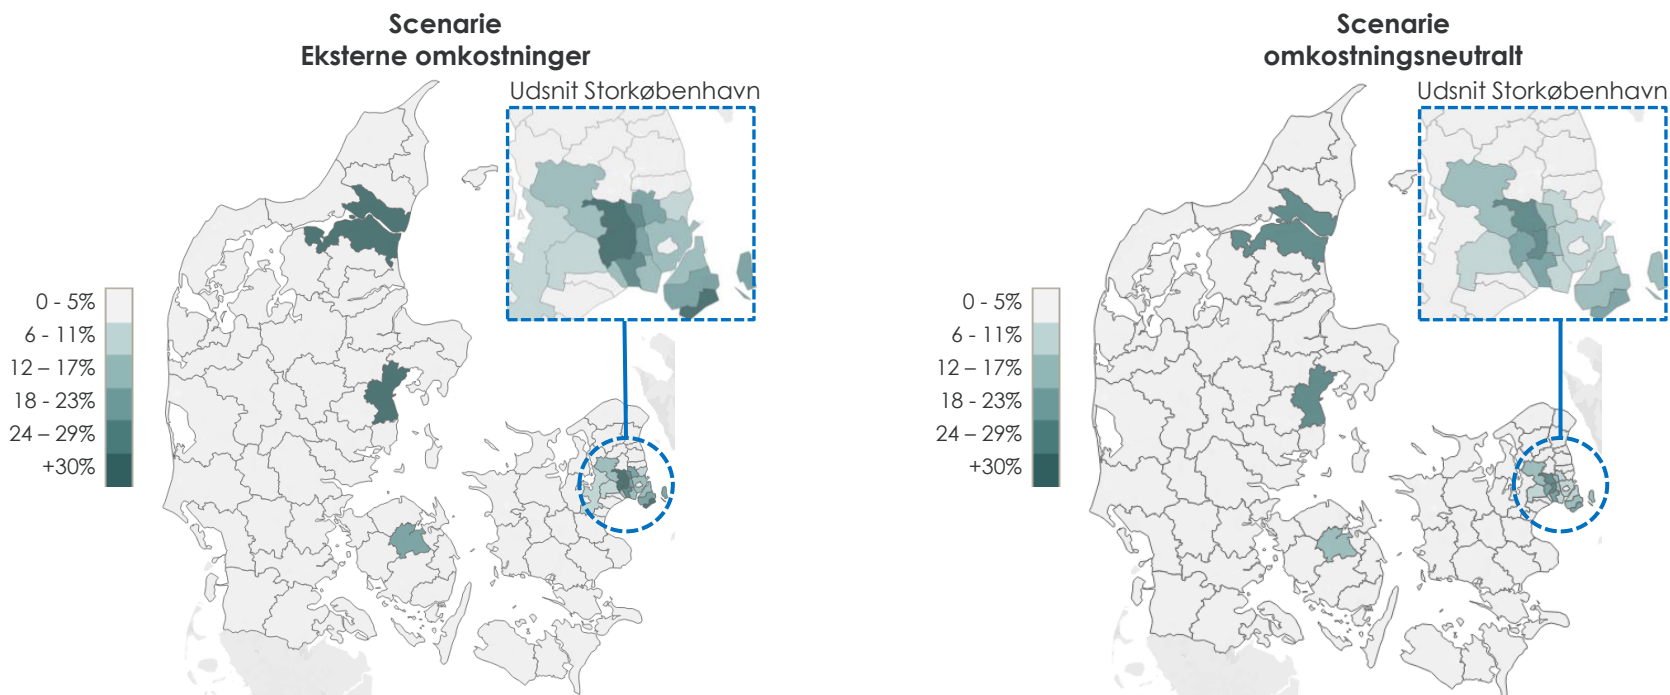 Scenarie
Eksterne omkostninger
Udsnit Storkøbenhavn
0 - 5%
6 - 11%
12 – 17%
18 - 23%
24 – 29%
+30%
Scenarie
omkostningsneutralt
Udsnit Storkøbenhavn
0 - 5%
6 - 11%
12 – 17%
18 - 23%
24 – 29%
+30%